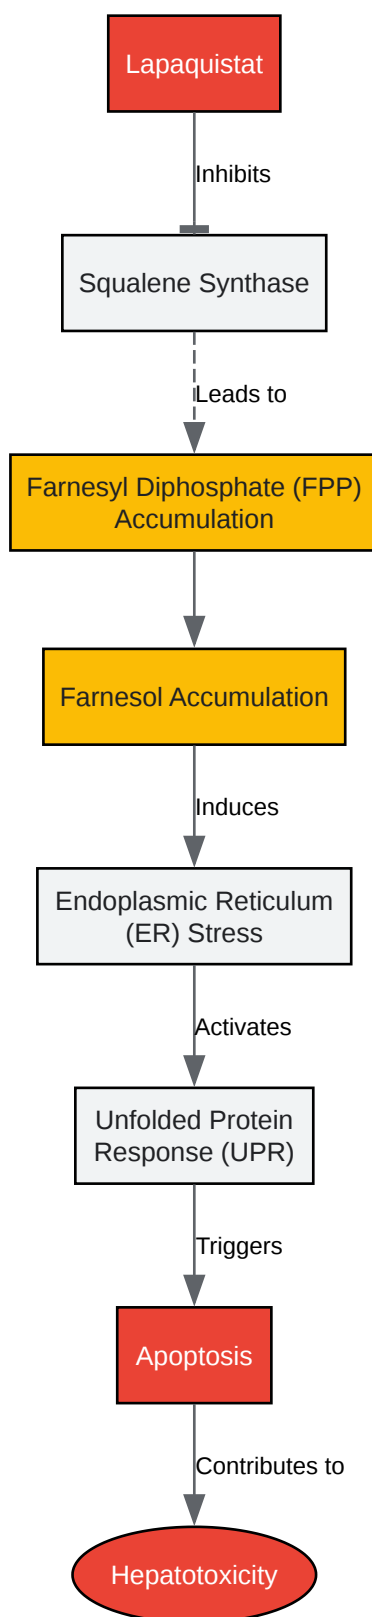 Lapaquistat
Inhibits
Squalene Synthase
Leads to
Farnesyl Diphosphate (FPP)
Accumulation
Farnesol Accumulation
Induces
Endoplasmic Reticulum
(ER) Stress
Activates
Unfolded Protein
Response (UPR)
Triggers
Apoptosis
Contributes to
Hepatotoxicity